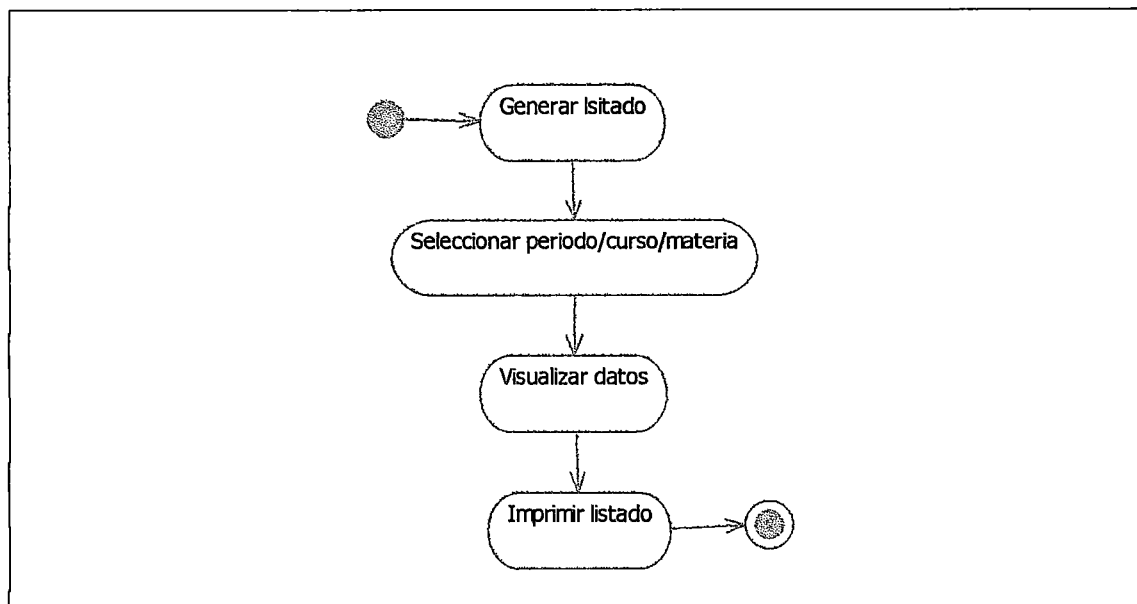 Generar lsitado
Seleccionar periodo/curso/materia
Visualizar datos
Imprimir listado